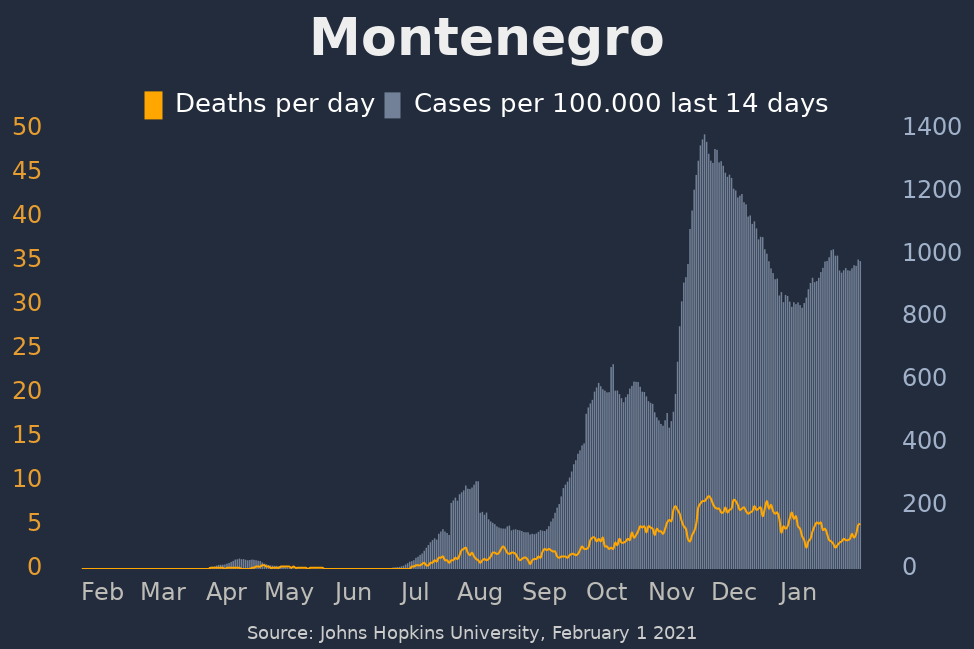 Montenegro
Deaths per day Cases per 100.000 last 14 days
50 1400
45
40 1200
35 1000
30
25 800
20 600
15 400
10 200
5
0 0
Feb Mar Apr May Jun Jul Aug Sep Oct Nov Dec Jan
Source: Johns Hopkins University, February 1 2021